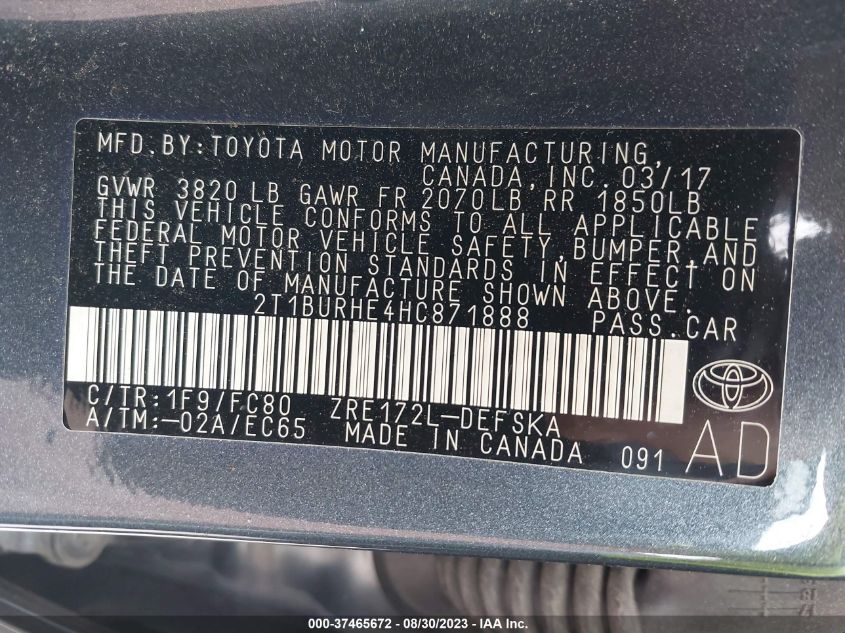 MFD.BY:TOYOTA MOTOR MANUFACTURING,
CANADA,INC. 03/17
GVWR 3820 LB GAWR FR 2070LB RR 1850LB
THIS VEHICLE CONFORMS TO ALL APPLICABLE
FEDERAL MOTOR VEHICLE SAFETY,BUMPER,AND
THEFT PREVENTION STANDARDS IN EFFECT ON
THE DATE OF MANUFACTURE SHOWN ABOVE.
2T1BURHE4HC871888 PASS.CAR
C/TR:1F9/FC80 ZRE172L-DEFSKA
A/TM:-02A/EC65 MADE IN CANADA 091 AD
000-37465672 / 08/30/2023 - Copyright © IAA, Inc.